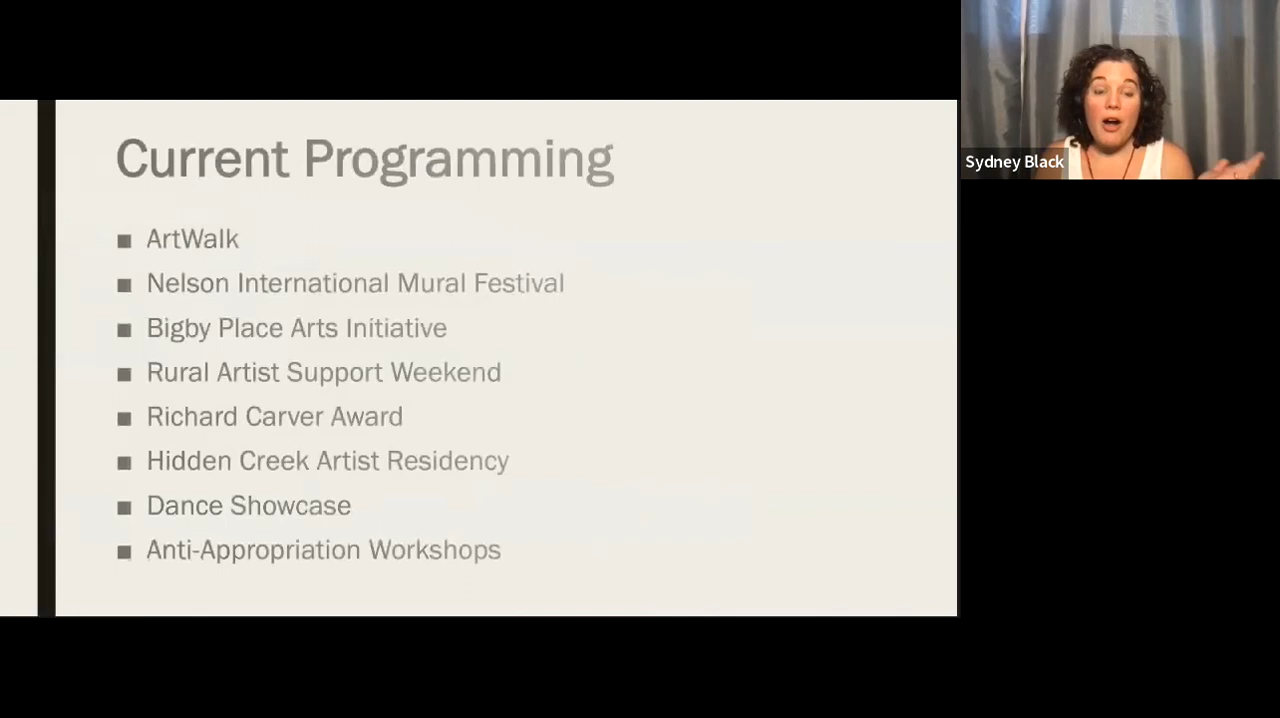 Current Programming
■ ArtWalk
■ Nelson International Mural Festival
■ Bigby Place Arts Initiative
■ Rural Artist Support Weekend
■ Richard Carver Award
■ Hidden Creek Artist Residency
■ Dance Showcase
■ Anti-Appropriation Workshops
Sydney Black